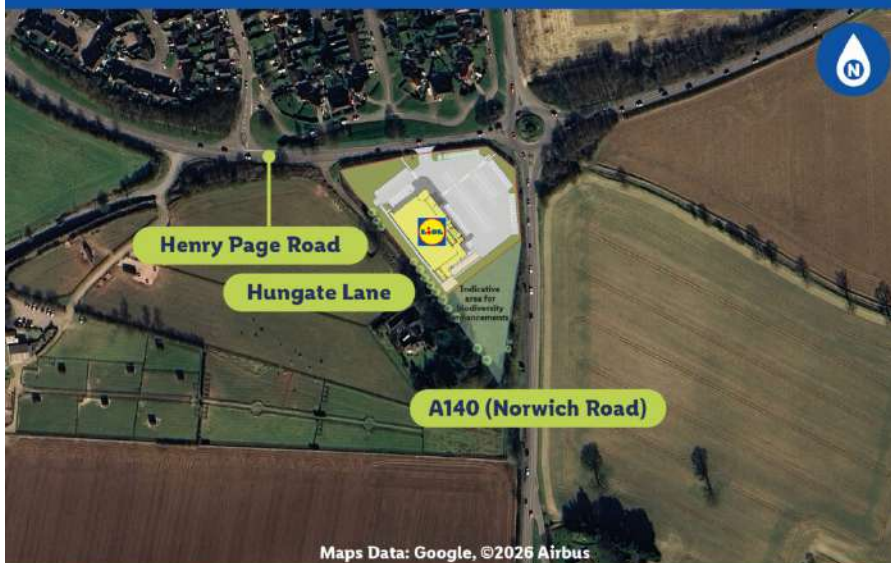 N
Henry Page Road
LIDL
Hungate Lane
Indicative
area for
biodiversity
enhancements
A140 (Norwich Road)
Maps Data: Google, ©2026 Airbus